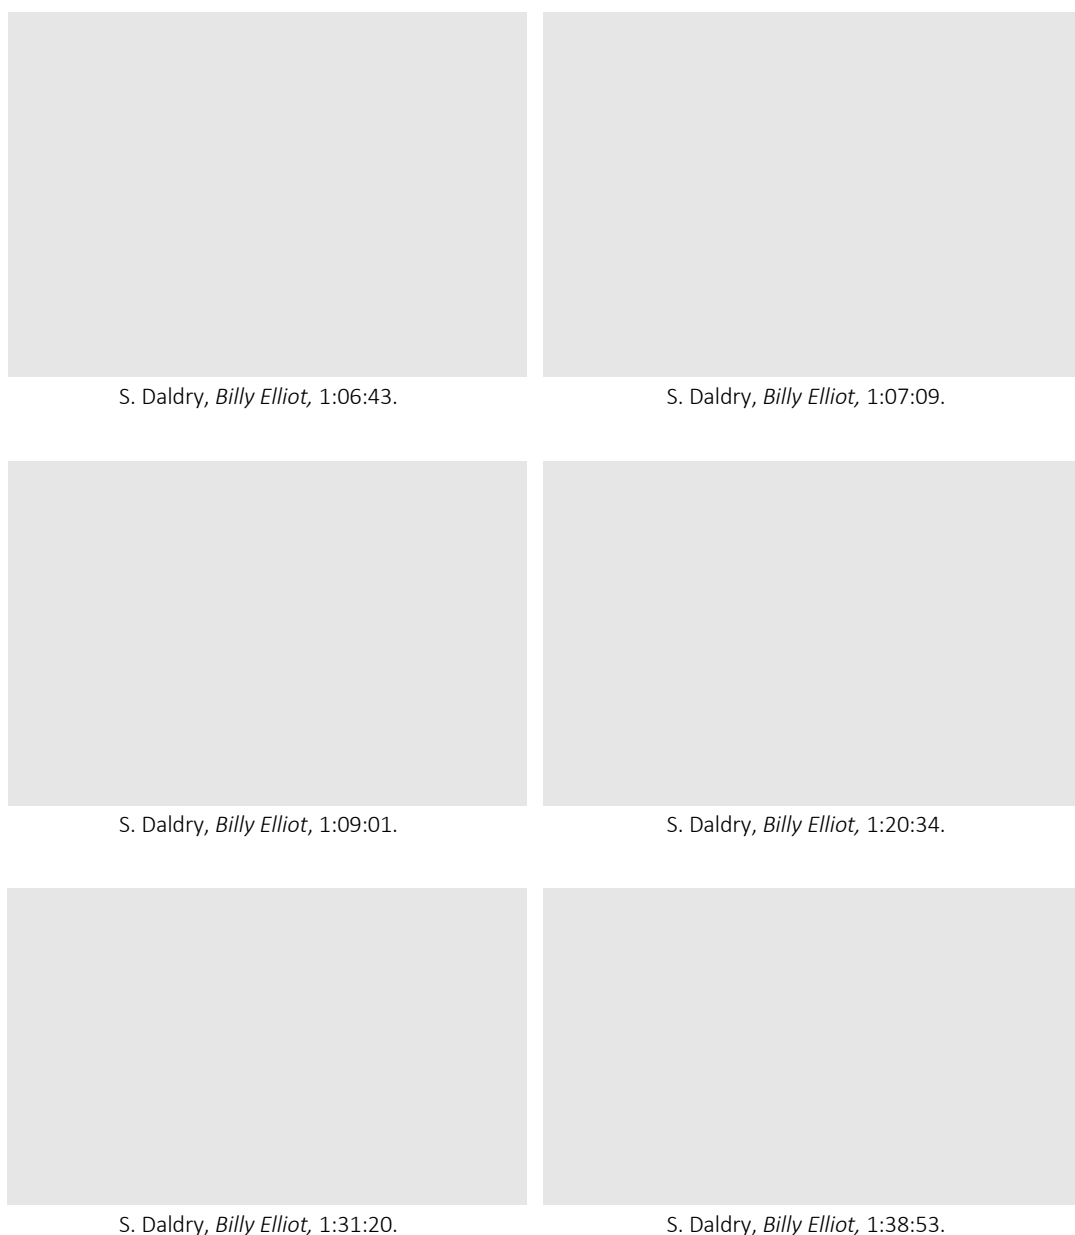 S. Daldry, Billy Elliot, 1:06:43.
S. Daldry, Billy Elliot, 1:07:09.
S. Daldry, Billy Elliot, 1:09:01.
S. Daldry, Billy Elliot, 1:20:34.
S. Daldry, Billy Elliot, 1:31:20.
S. Daldry, Billy Elliot, 1:38:53.